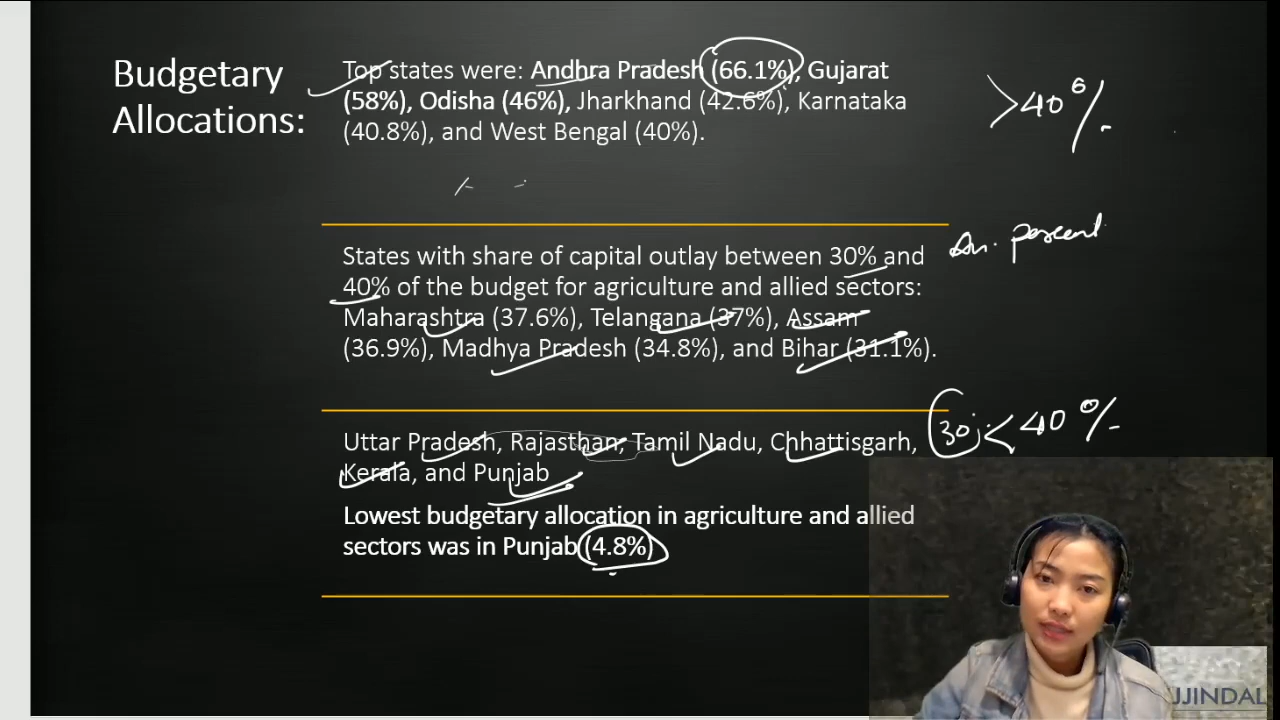 Budgetary
Allocations:
Top states were: Andhra Pradesh (66.1%), Gujarat
(58%), Odisha (46%), Jharkhand (42.6%), Karnataka
(40.8%), and West Bengal (40%).
>40%
States with share of capital outlay between 30% and
40% of the budget for agriculture and allied sectors:
Maharashtra (37.6%), Telangana (37%), Assam
(36.9%), Madhya Pradesh (34.8%), and Bihar (31.1%).
percent
Uttar Pradesh, Rajasthan, Tamil Nadu, Chhattisgarh,
Kerala, and Punjab
30 < 40%
Lowest budgetary allocation in agriculture and allied
sectors was in Punjab (4.8%)
JJINDAL